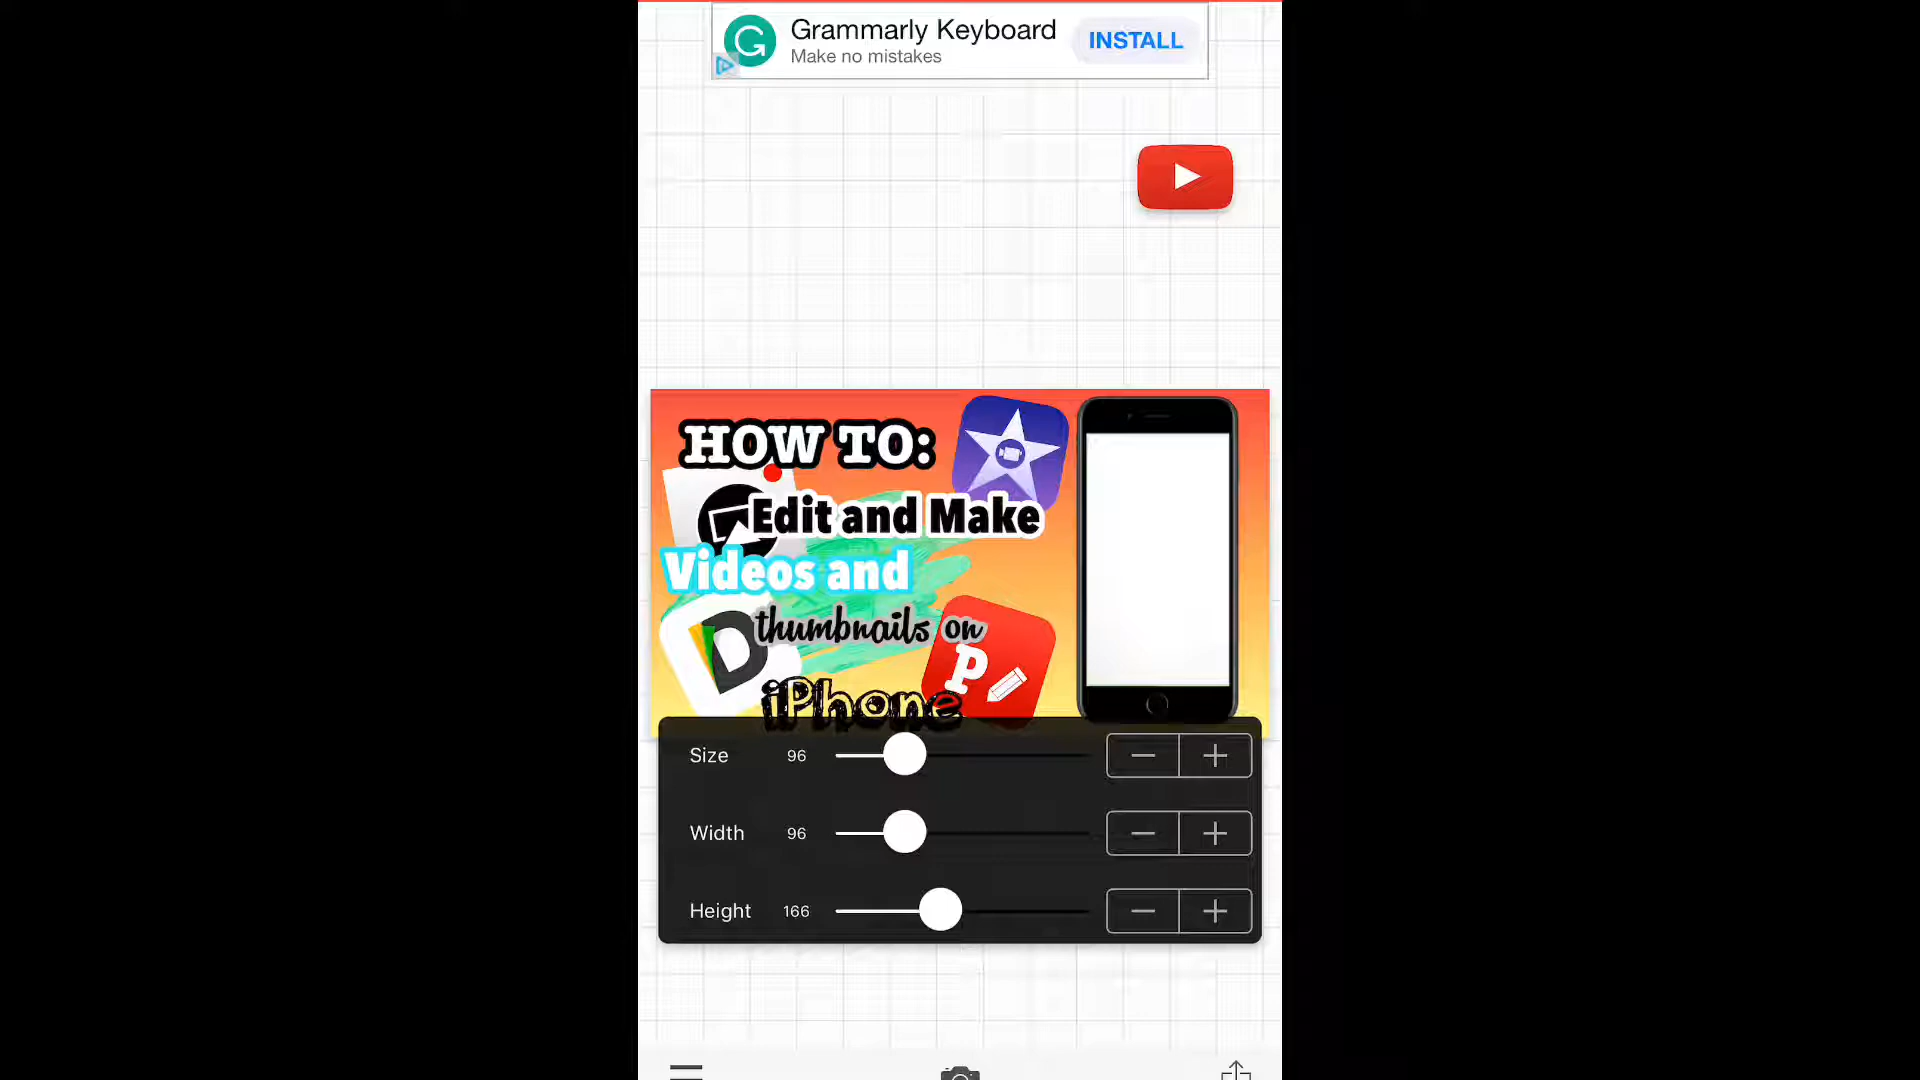 Grammarly Keyboard
Make no mistakes
INSTALL
HOW TO:
Edit and Make
Videos and
thumbnails on
iPhone
D
P
Size 96
Width 96
Height 166